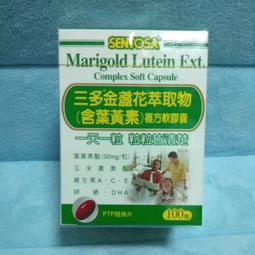 SENTOSA
Marigold Lutein Ext.
Complex Soft Capsule
三多金盞花萃取物
(含葉黃素)複方軟膠囊
一天一粒 粒粒皆清楚
葉黃素酯(30mg/粒)
玉米黃素酯
維生素A、C、E
鋅、硒、DHA
PTP隨身片
100粒